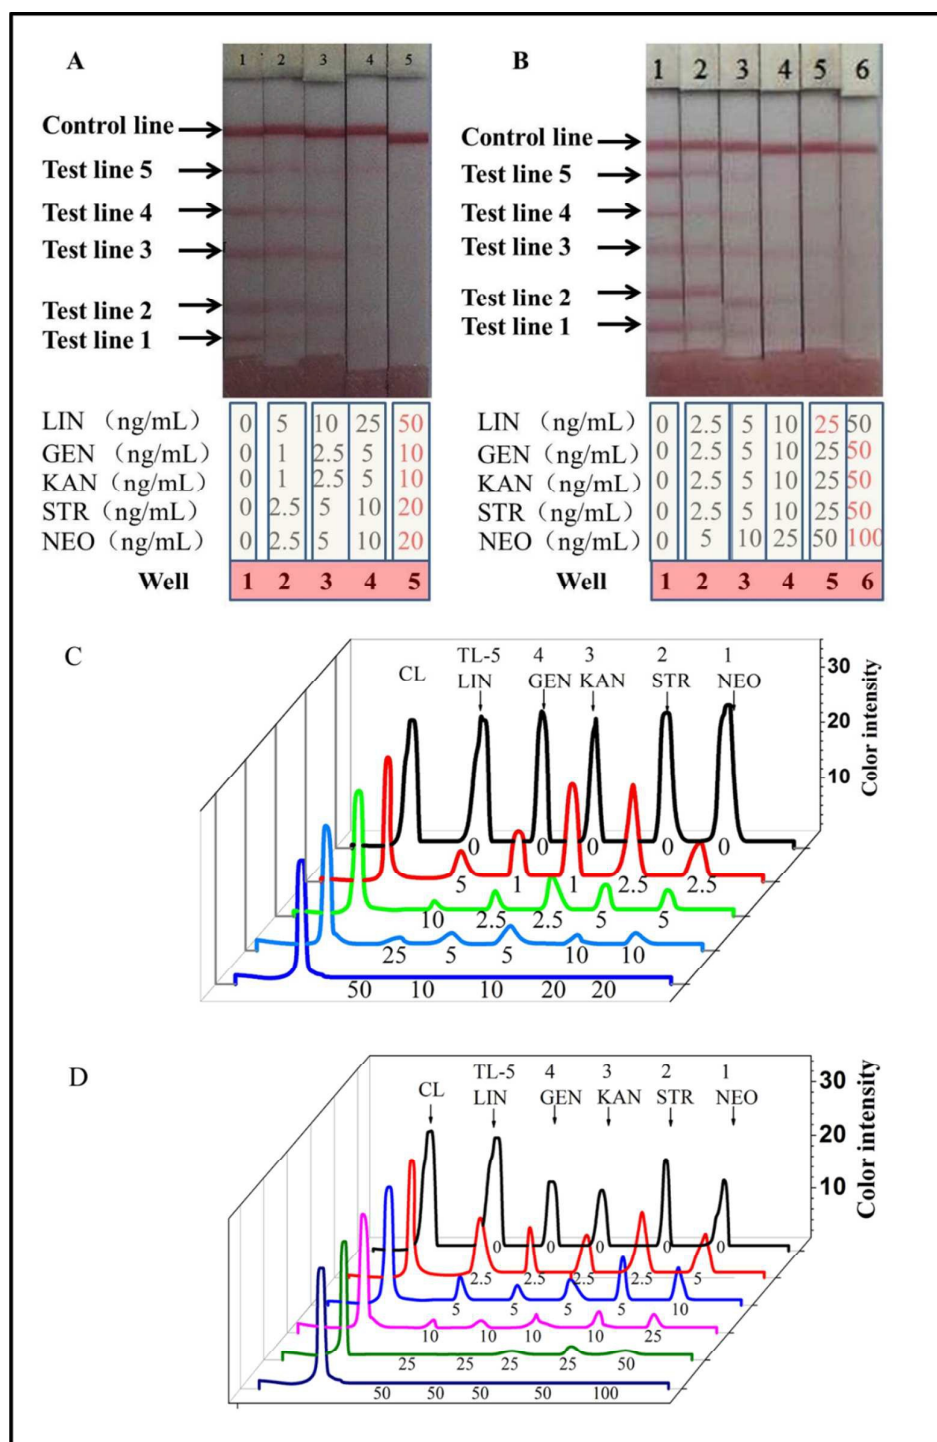 A
1 2 3 4 5
Control line
Test line 5
Test line 4
Test line 3
Test line 2
Test line 1
LIN （ng/mL） 0 5 10 25 50
GEN （ng/mL） 0 1 2.5 5 10
KAN （ng/mL） 0 1 2.5 5 10
STR （ng/mL） 0 2.5 5 10 20
NEO （ng/mL） 0 2.5 5 10 20
Well 1 2 3 4 5
B
1 2 3 4 5 6
Control line
Test line 5
Test line 4
Test line 3
Test line 2
Test line 1
LIN （ng/mL） 0 2.5 5 10 25 50
GEN （ng/mL） 0 2.5 5 10 25 50
KAN （ng/mL） 0 2.5 5 10 25 50
STR （ng/mL） 0 2.5 5 10 25 50
NEO （ng/mL） 0 5 10 25 50 100
Well 1 2 3 4 5 6
C
TL-5 4 3 2 1
CL LIN GEN KAN STR NEO
30
20
10
Color intensity
0 0 0 0 0
5 1 1 2.5 2.5
10 2.5 2.5 5 5
25 5 5 10 10
50 10 10 20 20
D
TL-5 4 3 2 1
CL LIN GEN KAN STR NEO
30
20
10
Color intensity
0 0 0 0 0
2.5 2.5 2.5 2.5 5
5 5 5 5 10
10 10 10 10 25
25 25 25 25 50
50 50 50 50 100